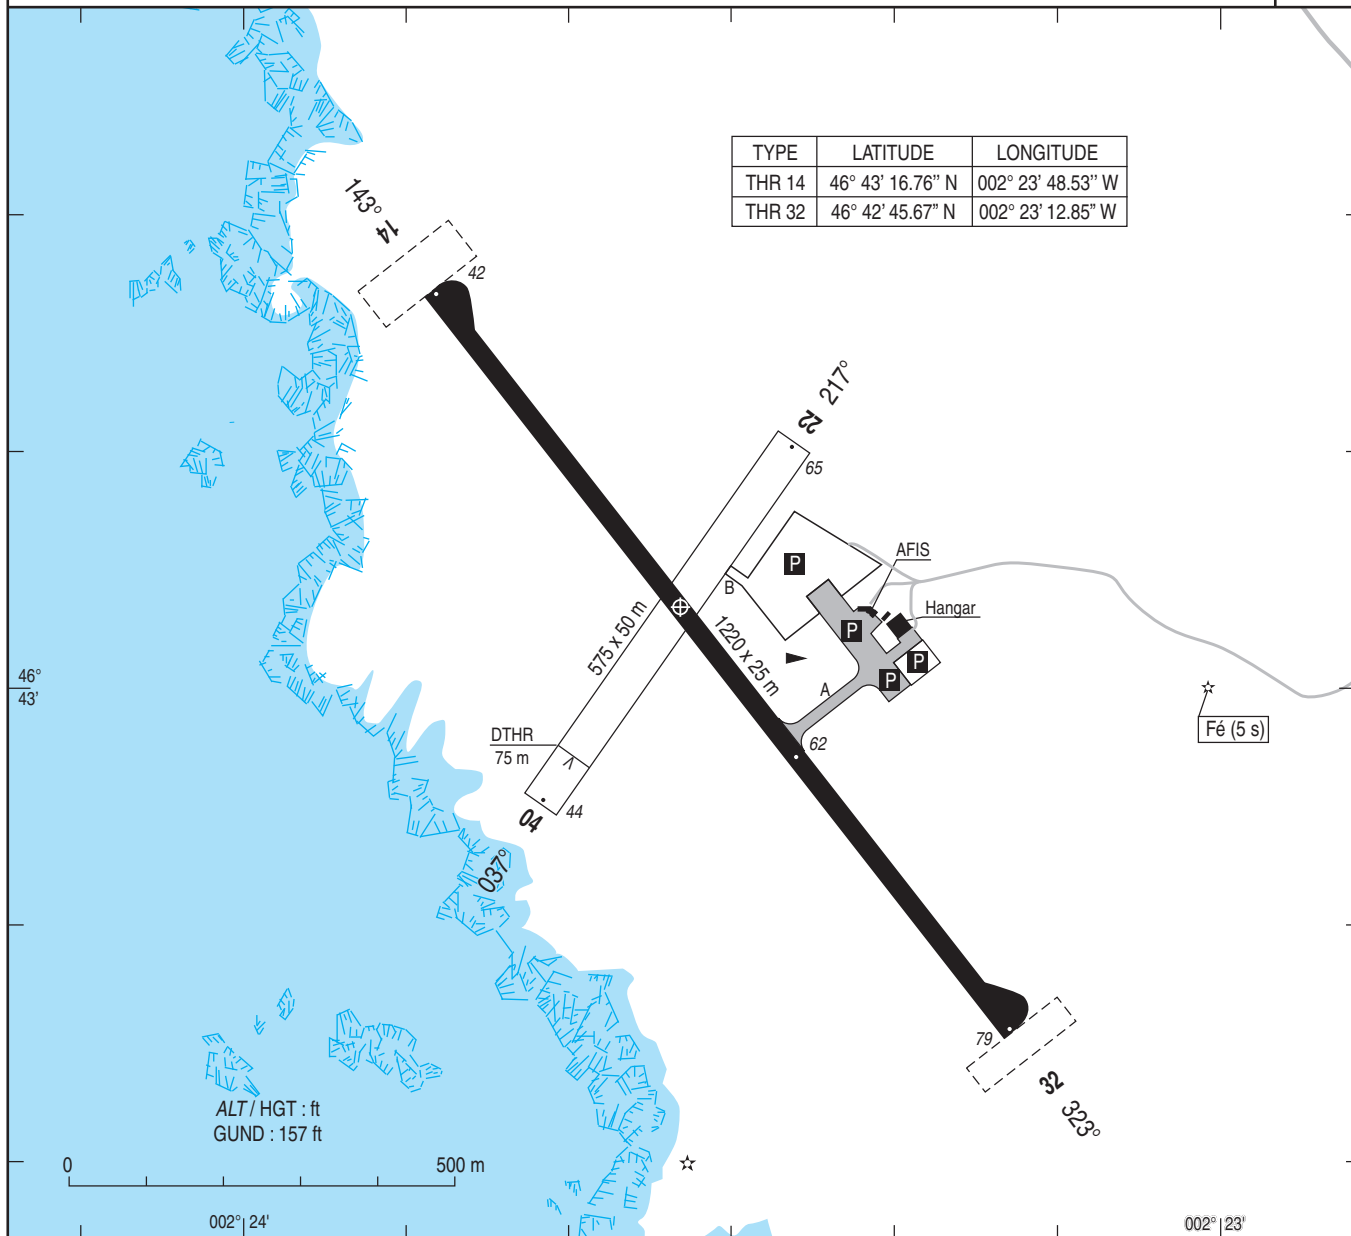 TYPE LATITUDE LONGITUDE
THR 14 46° 43' 16.76" N 002° 23' 48.53" W
THR 32 46° 42' 45.67" N 002° 23' 12.85" W
143°
14
42
22
217°
65
AFIS
P
B
Hangar
575 x 50 m
1220 x 25 m
P
P
P
A
46°
43'
Fé (5 s)
DTHR
75 m
62
44
04
037°
79
32
323°
ALT / HGT : ft
GUND : 157 ft
0 500 m
002° 24'
002° 23'